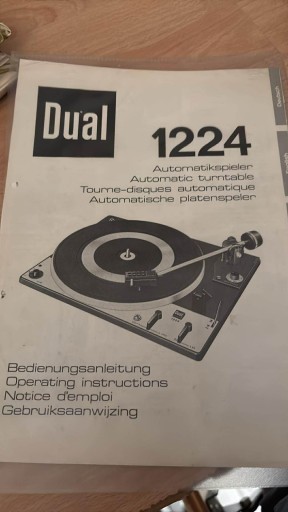 Dual
1224
Automatikspieler
Automatic turntable
Tourne-disques automatique
Automatische platenspeler
Bedienungsanleitung
Operating instructions
Notice d'emploi
Gebruiksaanwijzing